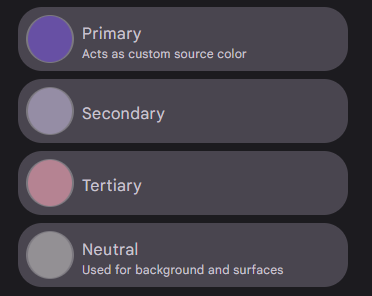 Primary
Acts as custom source color
Secondary
Tertiary
Neutral
Used for background and surfaces